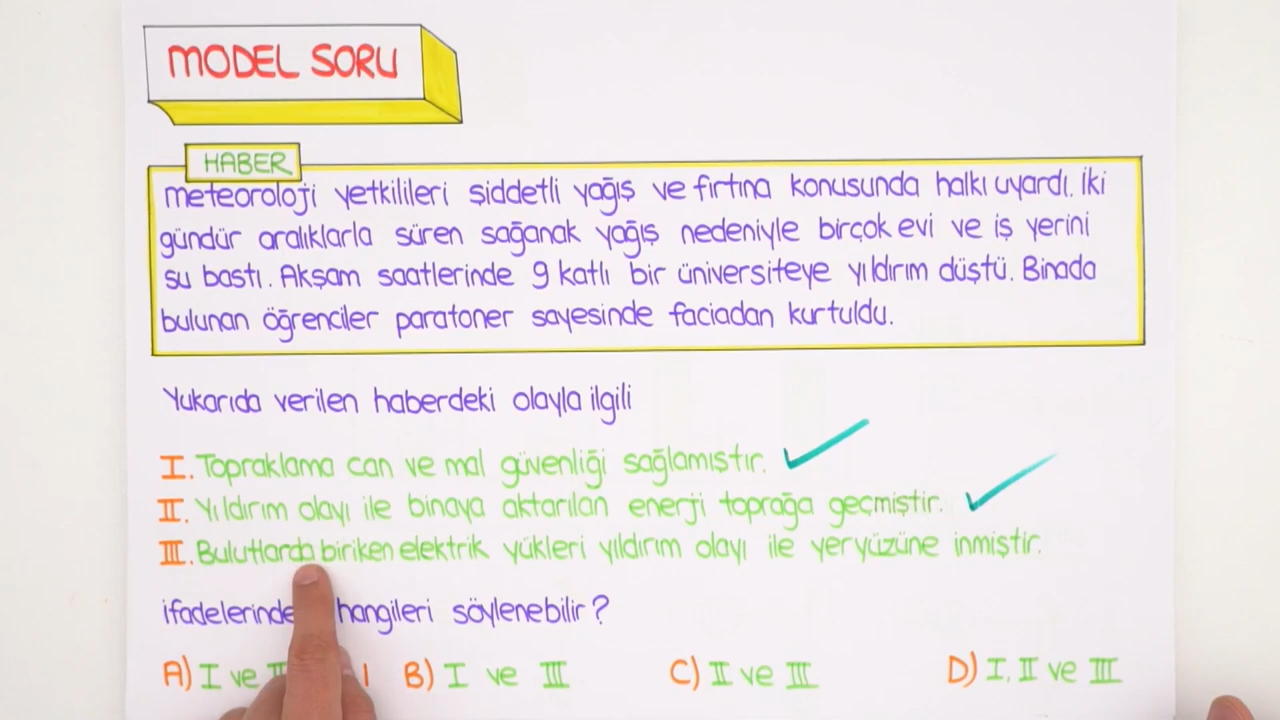 MODEL SORU
HABER
meteoroloji yetkilileri şiddetli yağış ve fırtına konusunda halkı uyardı. İki
gündür aralıklarla süren sağanak yağış nedeniyle birçok evi ve iş yerini
su bastı. Akşam saatlerinde 9 katlı bir üniversiteye yıldırım düştü. Binada
bulunan öğrenciler paratoner sayesinde faciadan kurtuldu.
Yukarıda verilen haberdeki olayla ilgili
I. Topraklama can ve mal güvenliği sağlamıştır.
II. Yıldırım olayı ile binaya aktarılan enerji toprağa geçmiştir.
III. Bulutlarda biriken elektrik yükleri yıldırım olayı ile yeryüzüne inmiştir.
hangileri söylenebilir?
A) I ve B) I ve III C) II ve III D) I, II ve III